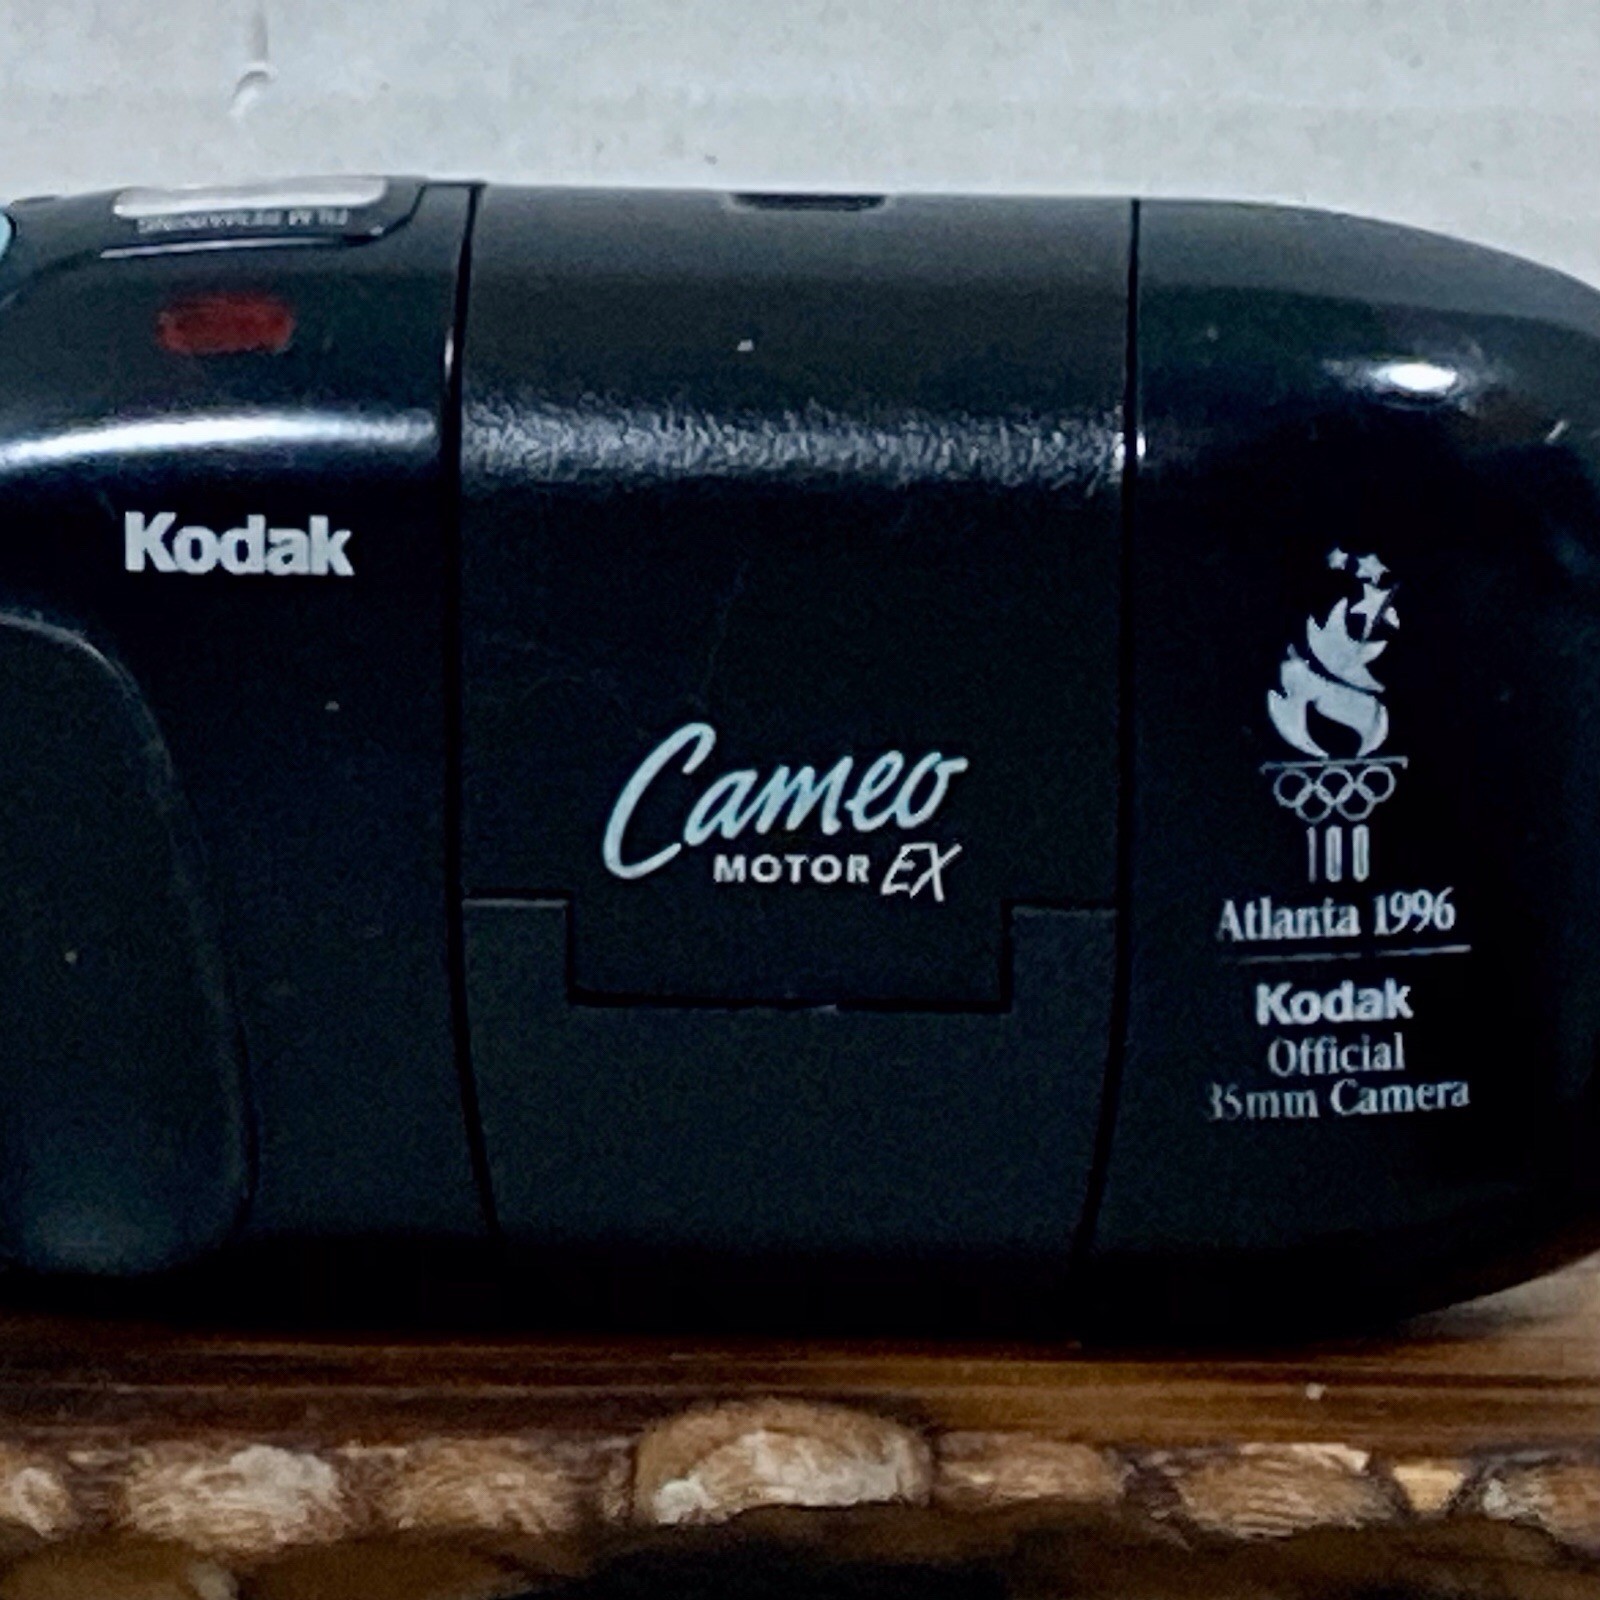 Kodak
Cameo
MOTOR EX
100
Atlanta 1996
Kodak
Official
35mm Camera